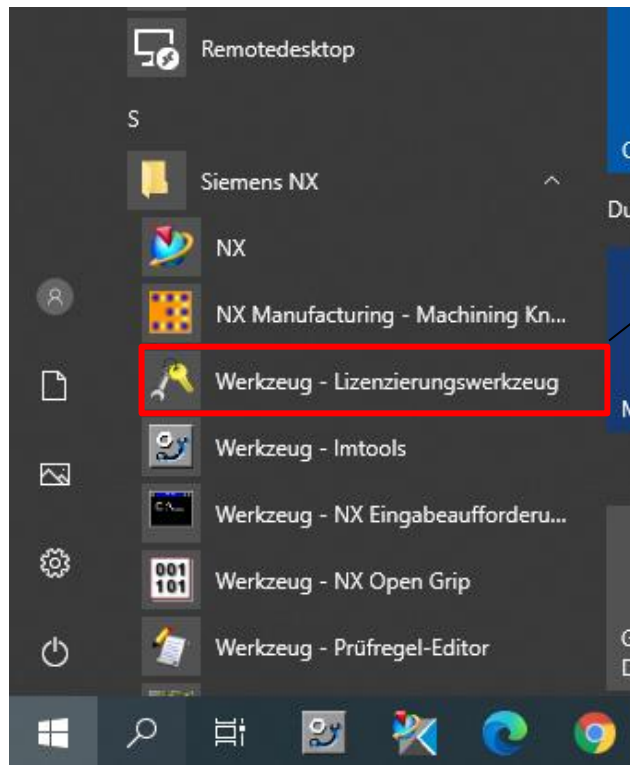 Remotedesktop
S
Siemens NX
Du
NX
NX Manufacturing - Machining Kn...
Werkzeug - Lizenzierungswerkzeug
Werkzeug - lmtools
Werkzeug - NX Eingabeaufforderu...
001
101
Werkzeug - NX Open Grip
Werkzeug - Prüfregel-Editor